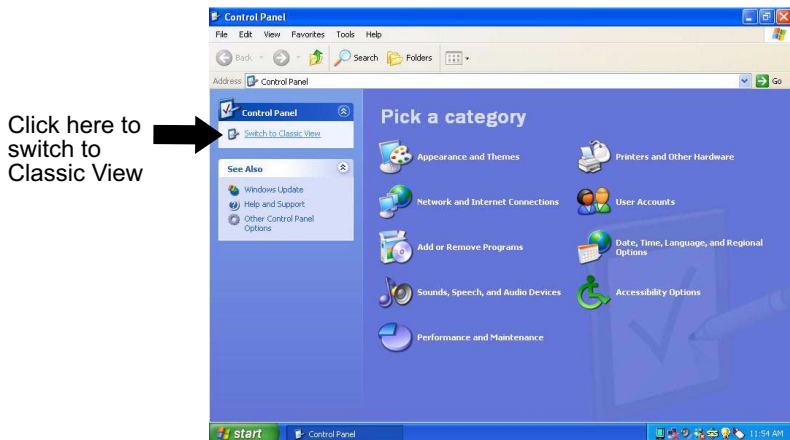 Control Panel
File Edit View Favorites Tools Help
Back Search Folders
Address Control Panel Go
Click here to
switch to
Classic View
Control Panel
Switch to Classic View
See Also
Windows Update
Help and Support
Other Control Panel
Options
Pick a category
Appearance and Themes
Printers and Other Hardware
Network and Internet Connections
User Accounts
Add or Remove Programs
Date, Time, Language, and Regional
Options
Sounds, Speech, and Audio Devices
Accessibility Options
Performance and Maintenance
start Control Panel 11:54 AM